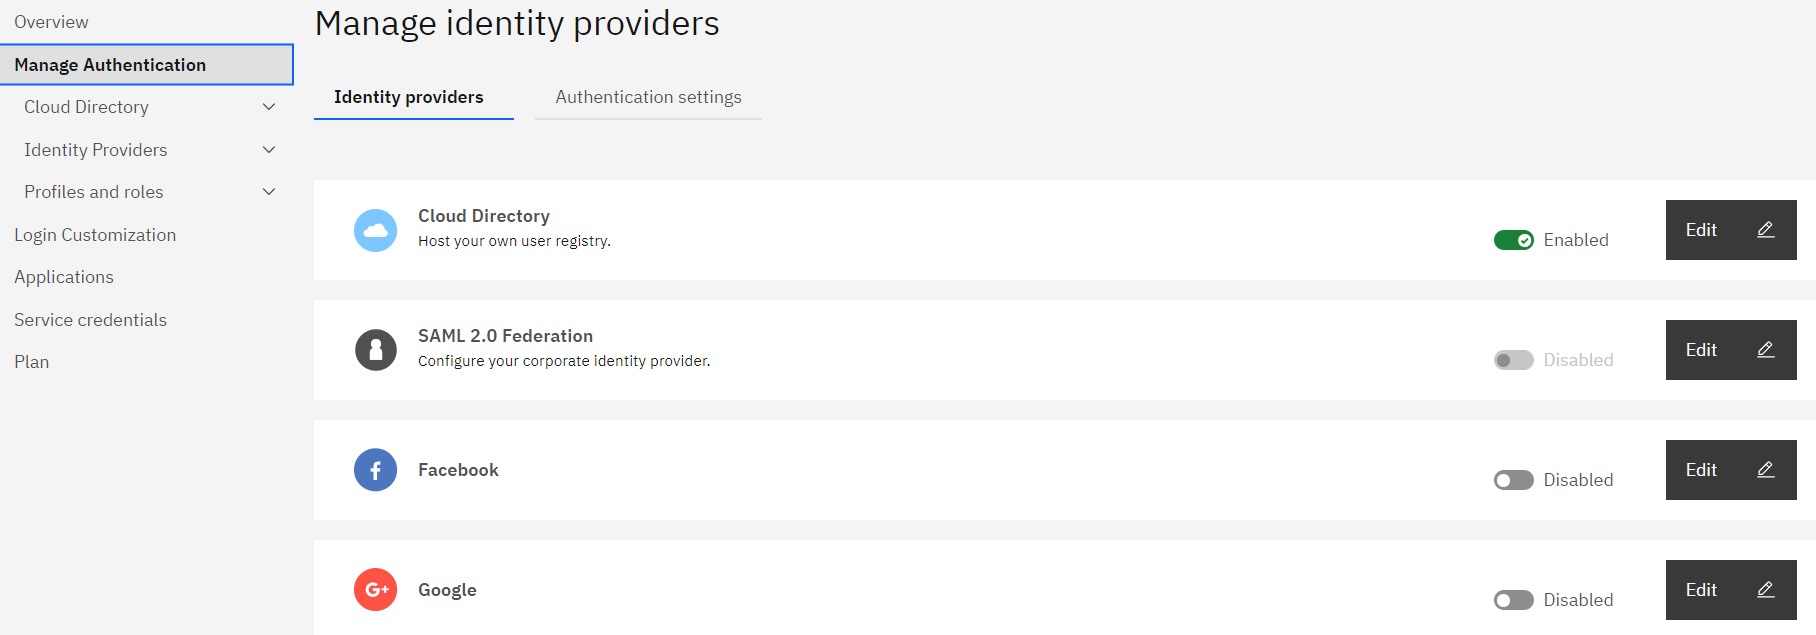 Overview
Manage Authentication
Cloud Directory
Identity Providers
Profiles and roles
Login Customization
Applications
Service credentials
Plan
Manage identity providers
Identity providers
Authentication settings
Cloud Directory
Host your own user registry.
Enabled
Edit
SAML 2.0 Federation
Configure your corporate identity provider.
Disabled
Edit
f
Facebook
Disabled
Edit
G+
Google
Disabled
Edit